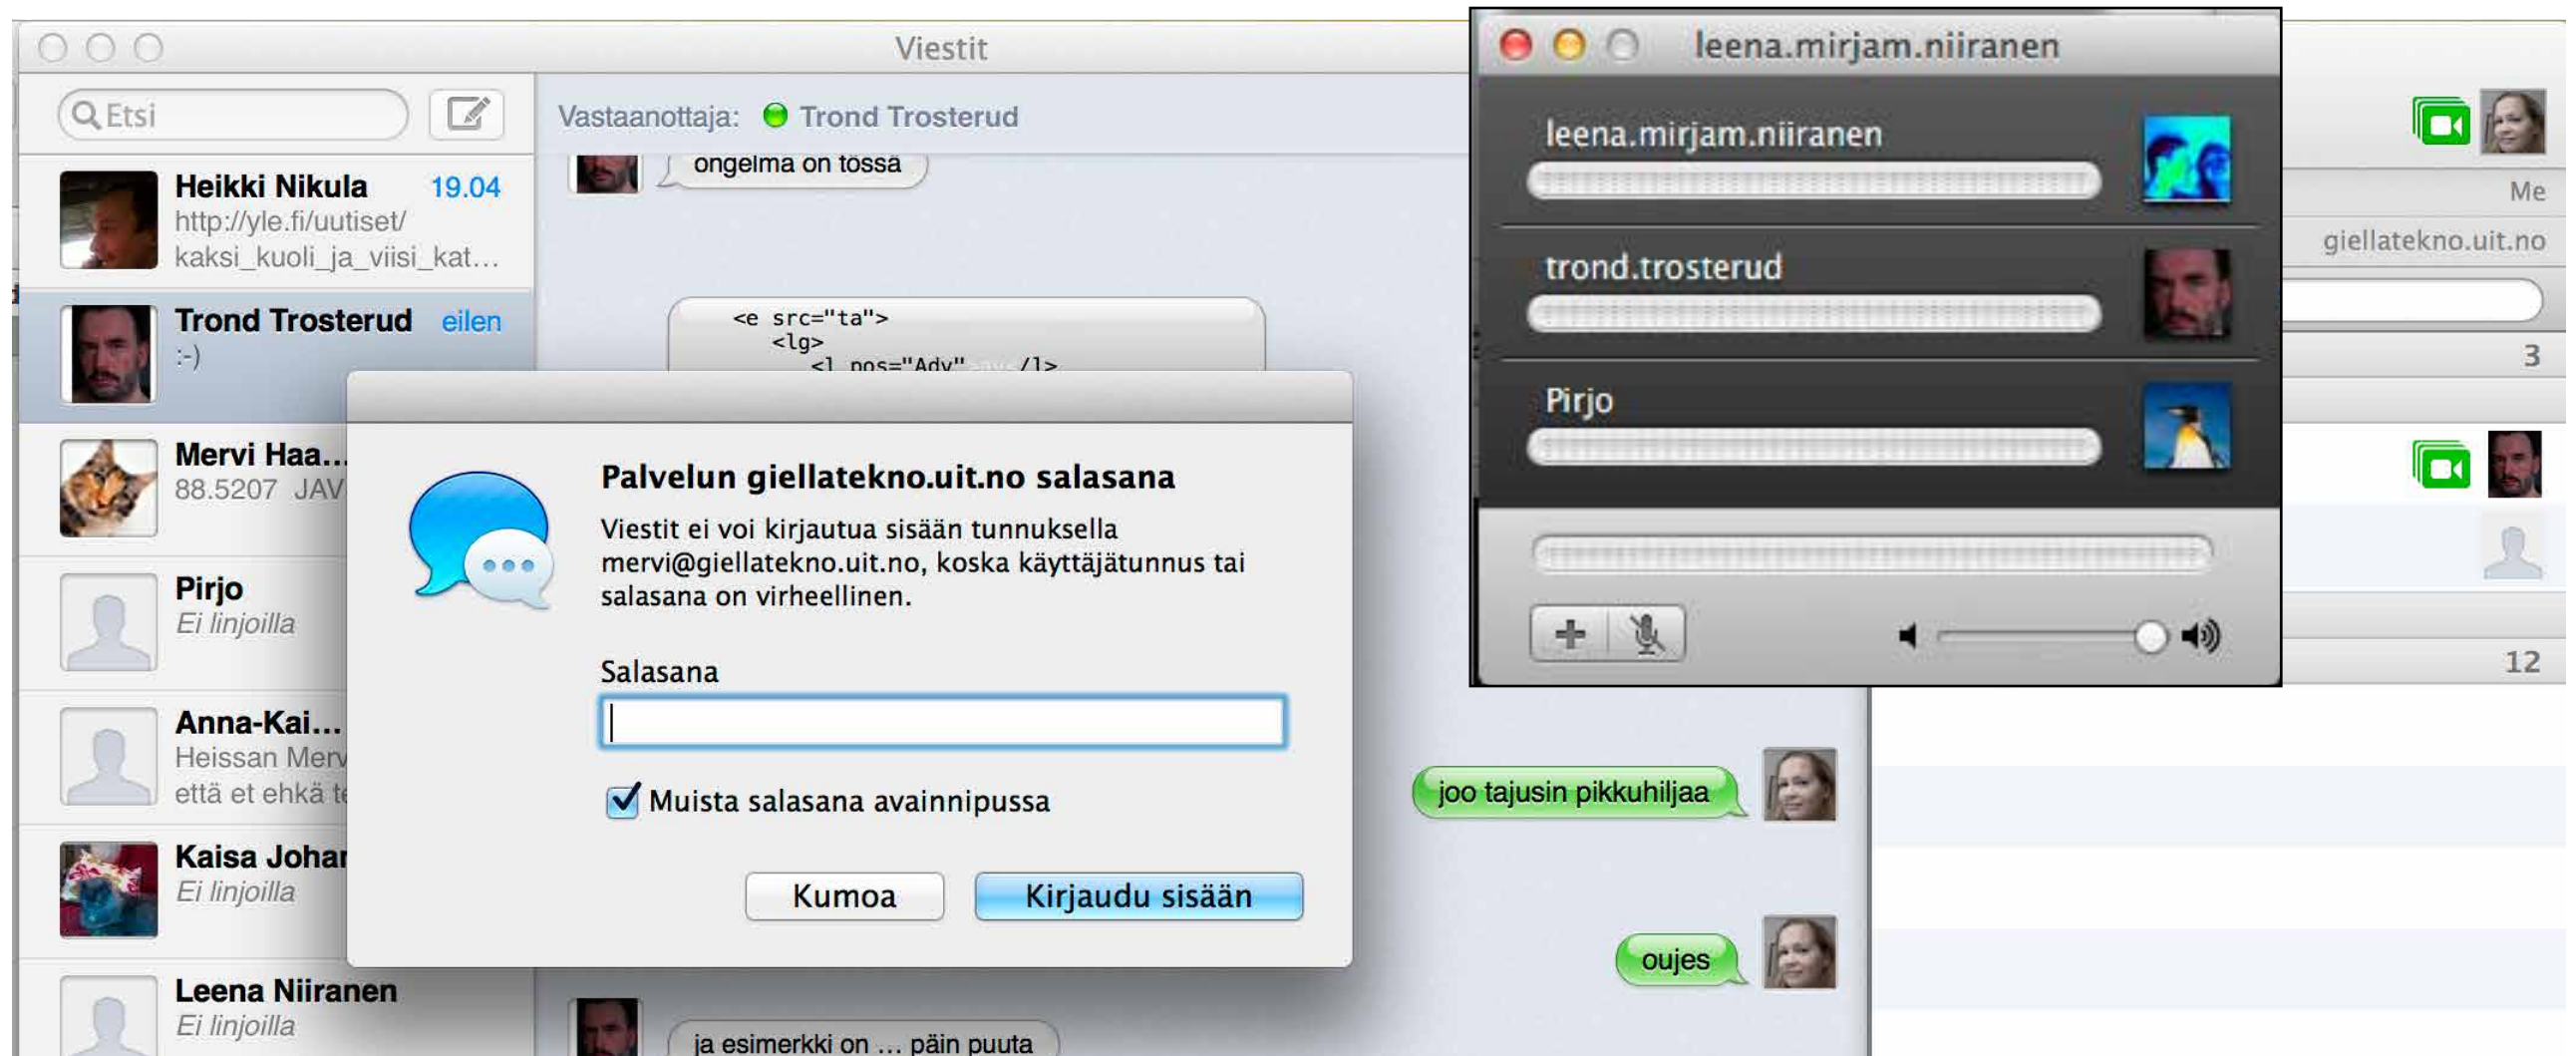 Viestit
Etsi
Vastaanottaja: Trond Trosterud
Heikki Nikula 19.04
http://yle.fi/uutiset/
kaksi_kuoli_ja_viisi_kat...
Trond Trosterud eilen
:-)
Mervi Haa...
88.5207 JAV
Pirjo
Ei linjoilla
Anna-Kai...
Heissan Merv
että et ehkä te
Kaisa Johan
Ei linjoilla
Leena Niiranen
Ei linjoilla
ongelma on tossa
<e src="ta">
<lg>
<l pos="Adv" </l>
Palvelun giellatekno.uit.no salasana
Viestit ei voi kirjautua sisään tunnuksella
mervi@giellatekno.uit.no, koska käyttäjätunnus tai
salasana on virheellinen.
Salasana
Muista salasana avainnipussa
Kumoa Kirjaudu sisään
joo tajusin pikkuhiljaa
oujes
ja esimerkki on ... päin puuta
leena.mirjam.niiranen
leena.mirjam.niiranen
trond.trosterud
Pirjo
Me
giellatekno.uit.no
3
12